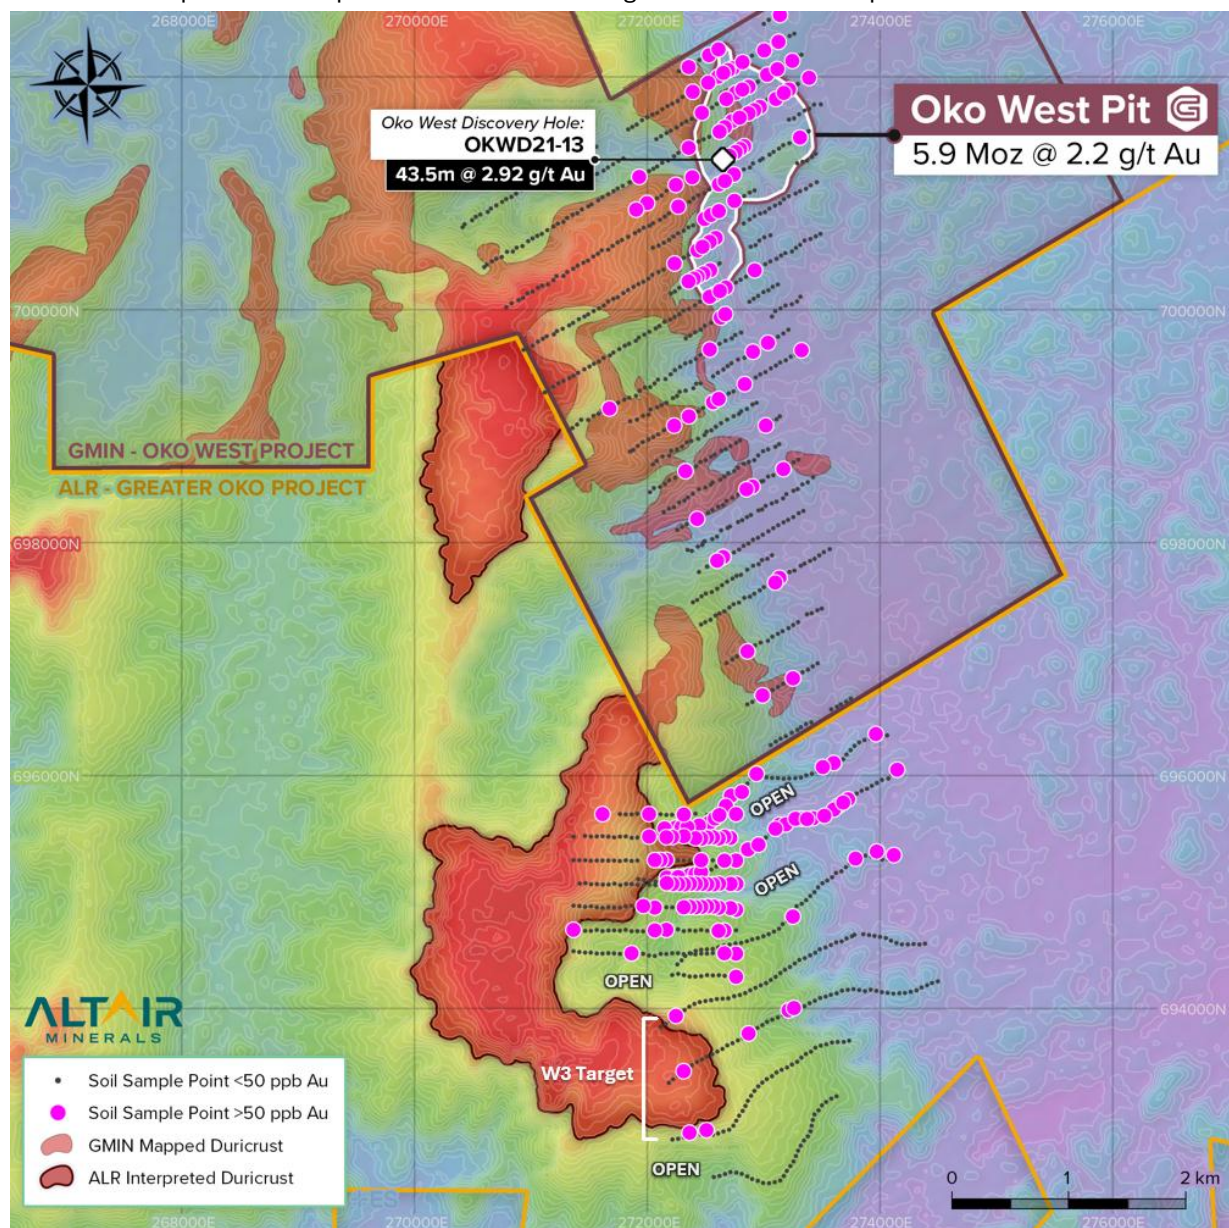 268000E
270000E
272000E
274000E
276000E
Oko West Discovery Hole:
OKWD21-13
43.5m @ 2.92 g/t Au
Oko West Pit
5.9 Moz @ 2.2 g/t Au
700000N
700000N
GMIN - OKO WEST PROJECT
ALR - GREATER OKO PROJECT
698000N
698000N
696000N
696000N
OPEN
OPEN
OPEN
ALTAIR
MINERALS
694000N
W3 Target
OPEN
Soil Sample Point <50 ppb Au
Soil Sample Point >50 ppb Au
GMIN Mapped Duricrust
ALR Interpreted Duricrust
0
1
2 km
268000E
270000E
272000E
274000E
276000E